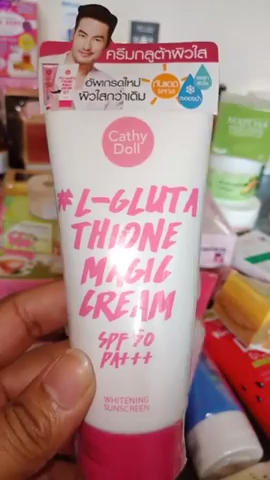 ครีมกลูต้าผิวใส
อัพเกรดใหม่
ผิวใสกว่าเดิม
กันแดด
Cathy
Doll
#L-GLUTA
THIONE
MAGIC
CREAM
SPF 50
PA+++
WHITENING
SUNSCREEN